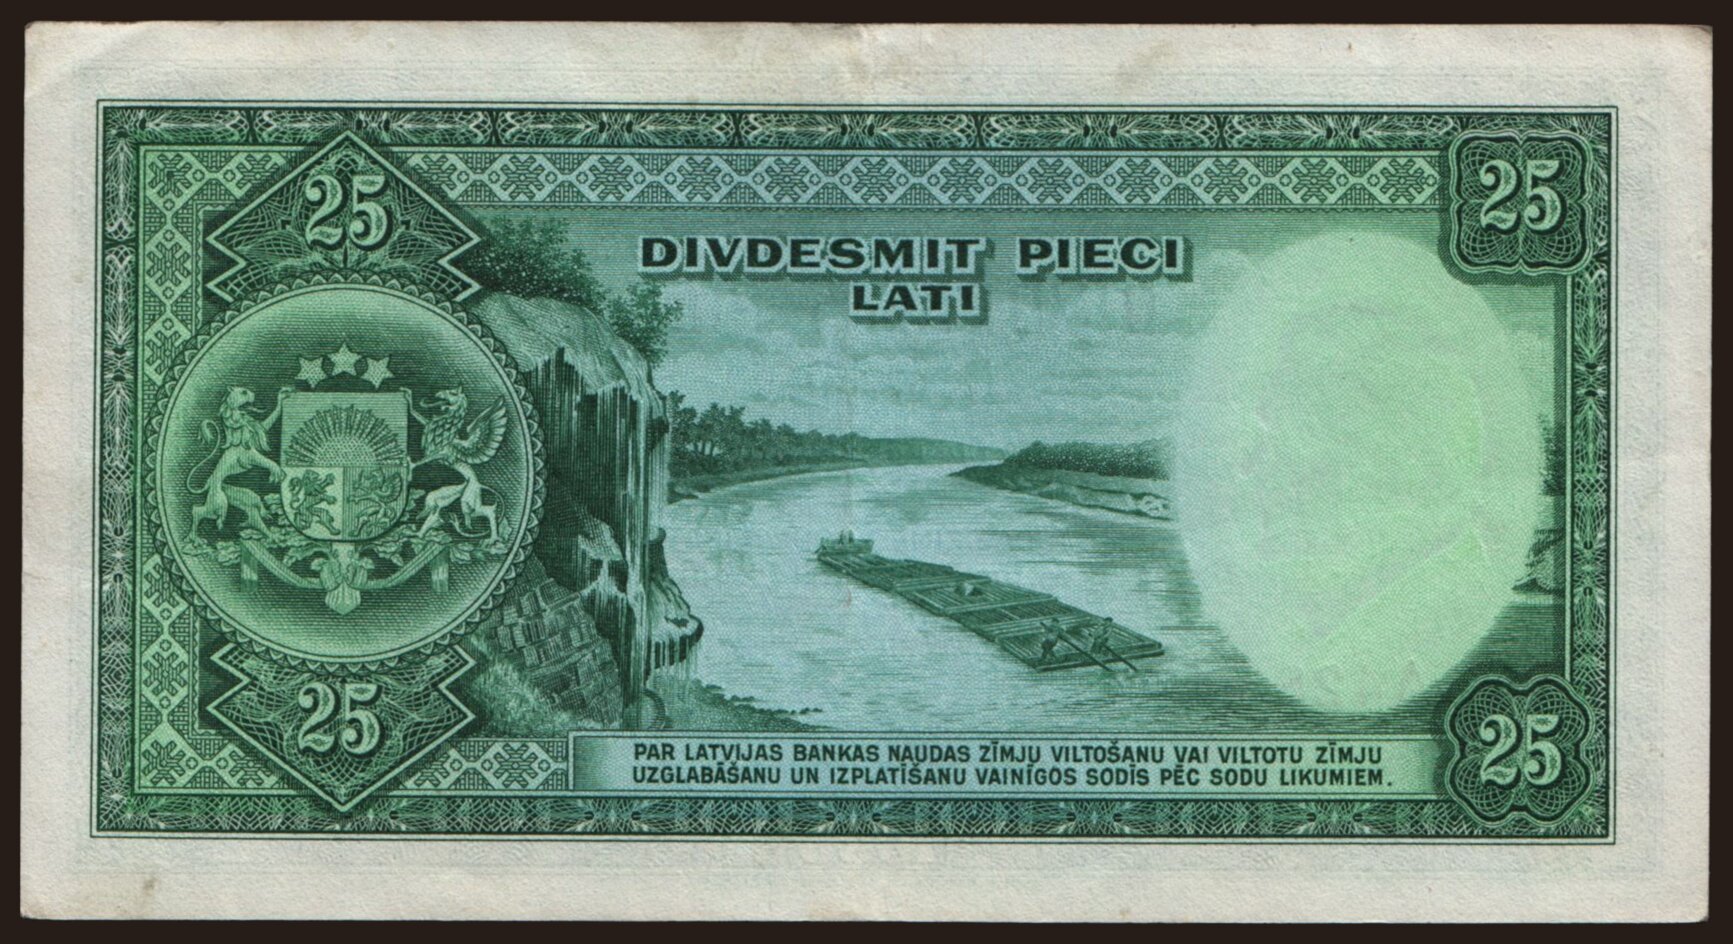 25
25
DIVDESMIT PIECI
LATI
25
PAR LATVIJAS BANKAS NAUDAS ZĪMJU VILTOŠANU VAI VILTOTU ZĪMJU
UZGLABĀŠANU UN IZPLATĪŠANU VAINĪGOS SODĪS PĒC SODU LIKUMIEM.
25